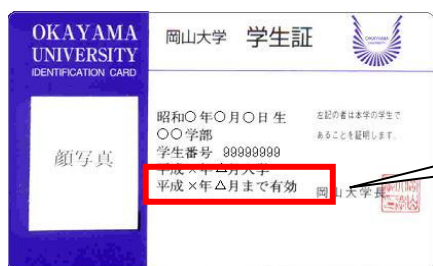 OKAYAMA
UNIVERSITY
IDENTIFICATION CARD
岡山大学 学生証
OKAYAMA
UNIVERSITY
顔写真
昭和○年○月○日生
○○学部
学生番号 99999999
平成×年△月入学
平成×年△月まで有効
左記の者は本学の学生で
あることを証明します。
岡山大学長